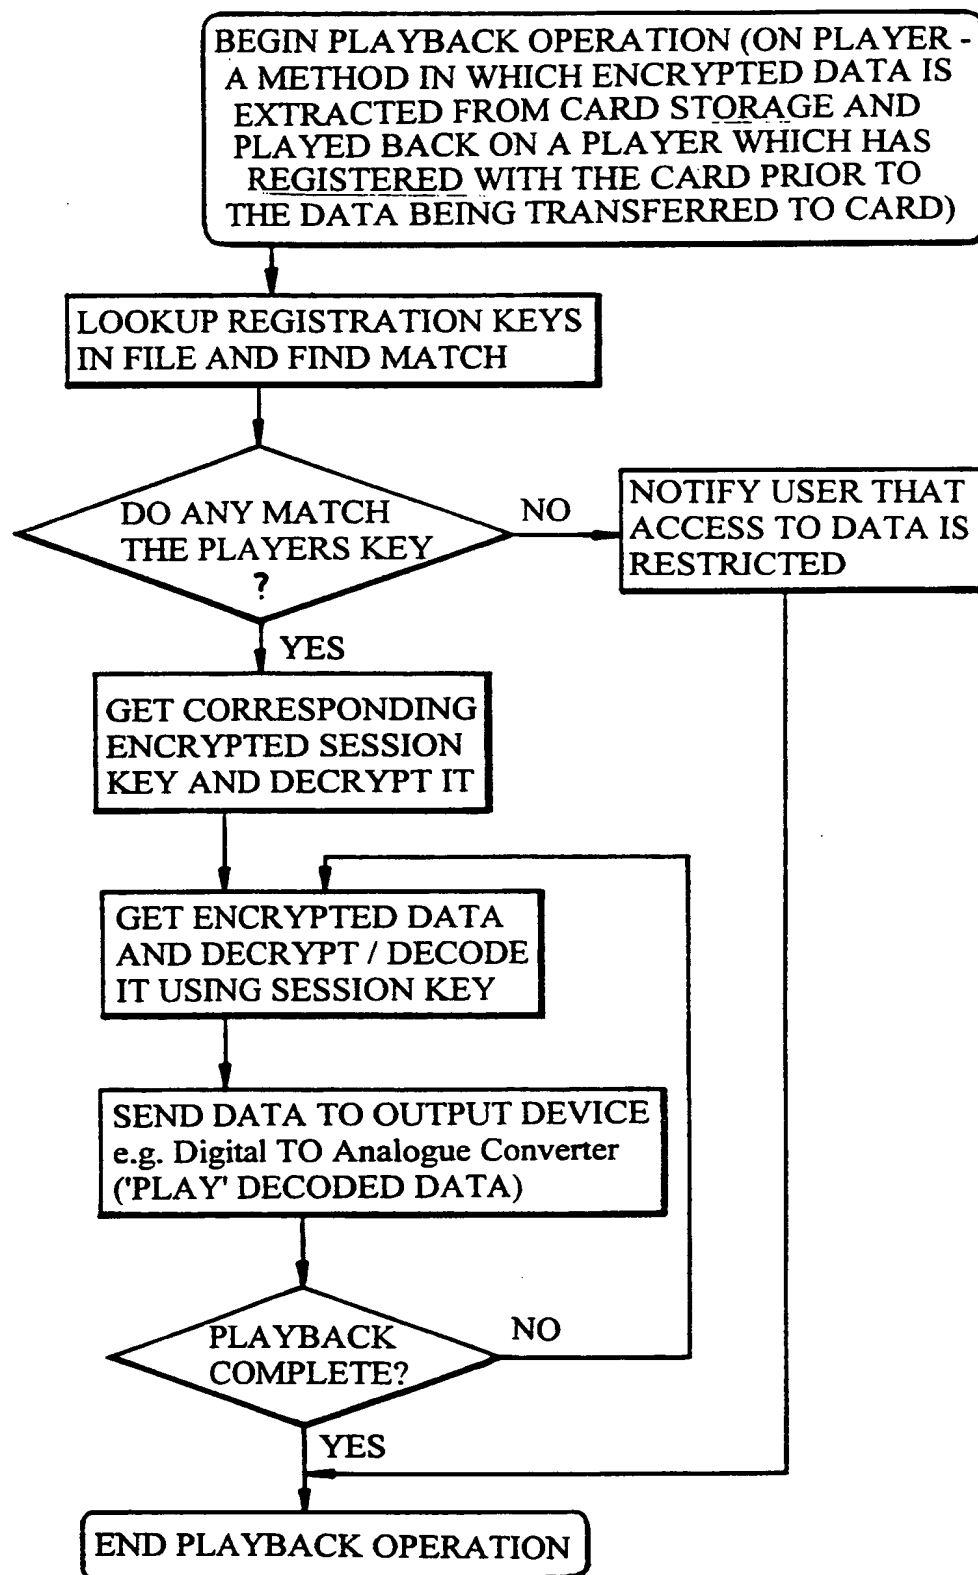 BEGIN PLAYBACK OPERATION (ON PLAYER -
A METHOD IN WHICH ENCRYPTED DATA IS
EXTRACTED FROM CARD STORAGE AND
PLAYED BACK ON A PLAYER WHICH HAS
REGISTERED WITH THE CARD PRIOR TO
THE DATA BEING TRANSFERRED TO CARD)
LOOKUP REGISTRATION KEYS
IN FILE AND FIND MATCH
DO ANY MATCH
THE PLAYERS KEY
?
NO
NOTIFY USER THAT
ACCESS TO DATA IS
RESTRICTED
YES
GET CORRESPONDING
ENCRYPTED SESSION
KEY AND DECRYPT IT
GET ENCRYPTED DATA
AND DECRYPT / DECODE
IT USING SESSION KEY
SEND DATA TO OUTPUT DEVICE
e.g. Digital TO Analogue Converter
('PLAY' DECODED DATA)
PLAYBACK
COMPLETE?
NO
YES
END PLAYBACK OPERATION